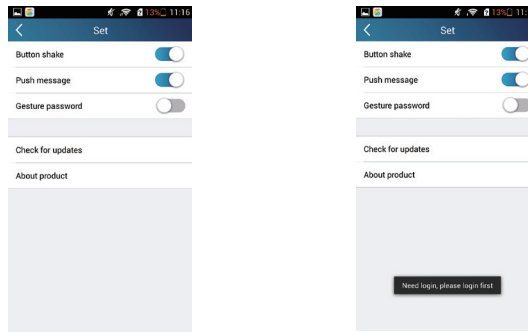 13% 11:16
Set
Button shake
Push message
Gesture password
Check for updates
About product
13% 11:
Set
Button shake
Push message
Gesture password
Check for updates
About product
Need login, please login first